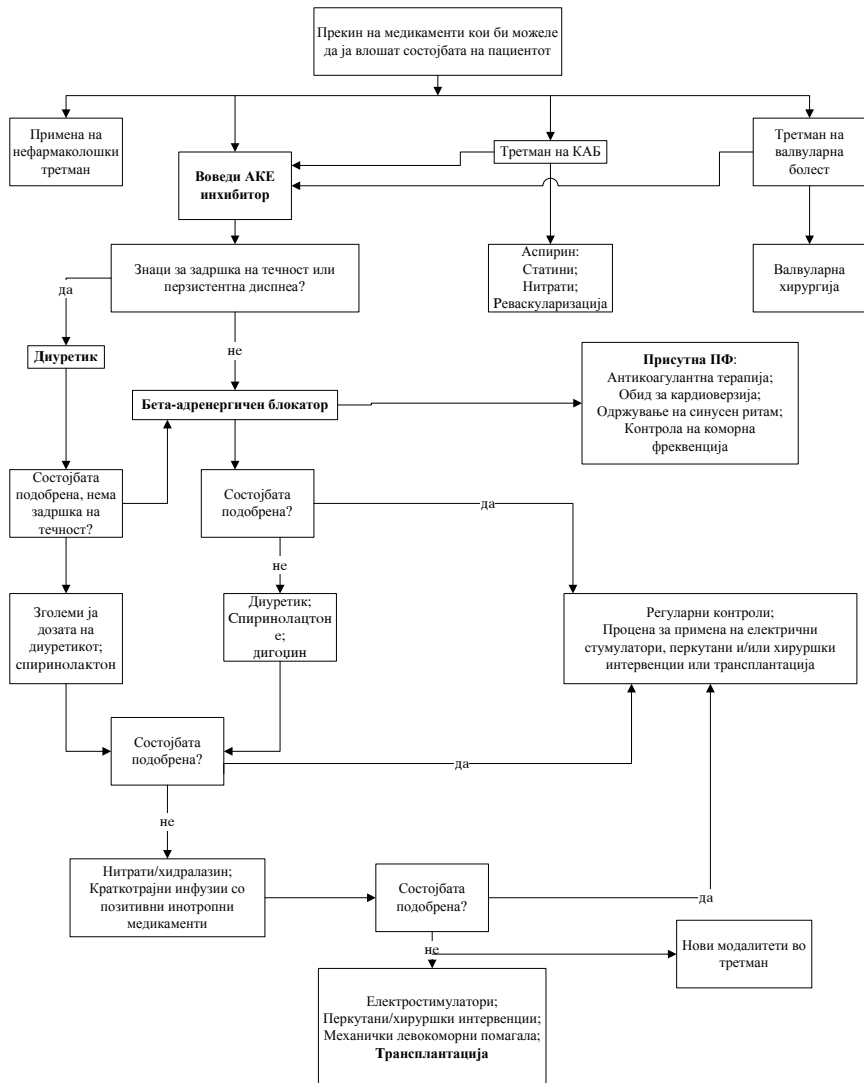 Прекин на медикаменти кои би можеле
да ја влошат состојбата на пациентот
Примена на
нефармаколошки
третман
Воведи АКЕ
инхибитор
Третман на КАБ
Третман на
валвуларна
болест
Знаци за задршка на течност или
перзистентна диспнеа?
Аспирин:
Статини;
Нитрати;
Реваскуларизација
Валвуларна
хирургија
да
не
Диуретик
Бета-адренергичен блокатор
Присутна ПФ:
Антикоагулантна терапија;
Обид за кардиоверзија;
Одржување на синусен ритам;
Контрола на коморна
фреквенција
Состојбата
подобрена, нема
задршка на
течност?
Состојбата
подобрена?
да
не
Зголеми ја
дозата на
диуретикот;
спиринолактон
Диуретик;
Спиринолацтон
е;
дигоџин
Регуларни контроли;
Процена за примена на електрични
стумулатори, перкутани и/или хируршки
интервенции или трансплантација
Состојбата
подобрена?
да
не
Нитрати/хидралазин;
Краткотрајни инфузии со
позитивни инотропни
медикаменти
Состојбата
подобрена?
да
не
Нови модалитети во
третман
Електростимулатори;
Перкутани/хируршки интервенции;
Механички левокоморни помагала;
Трансплантација